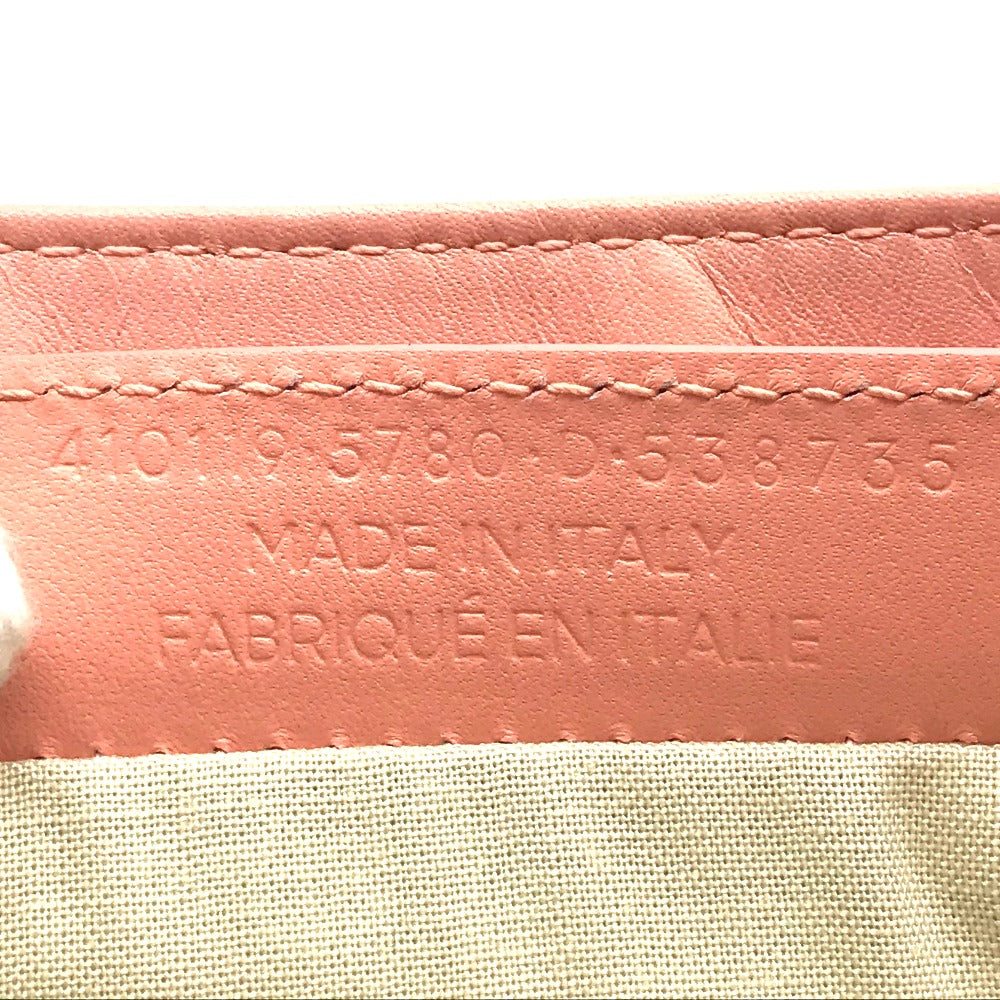 410119·5780·D·538735
MADE IN ITALY
FABRIQUÉ EN ITALIE